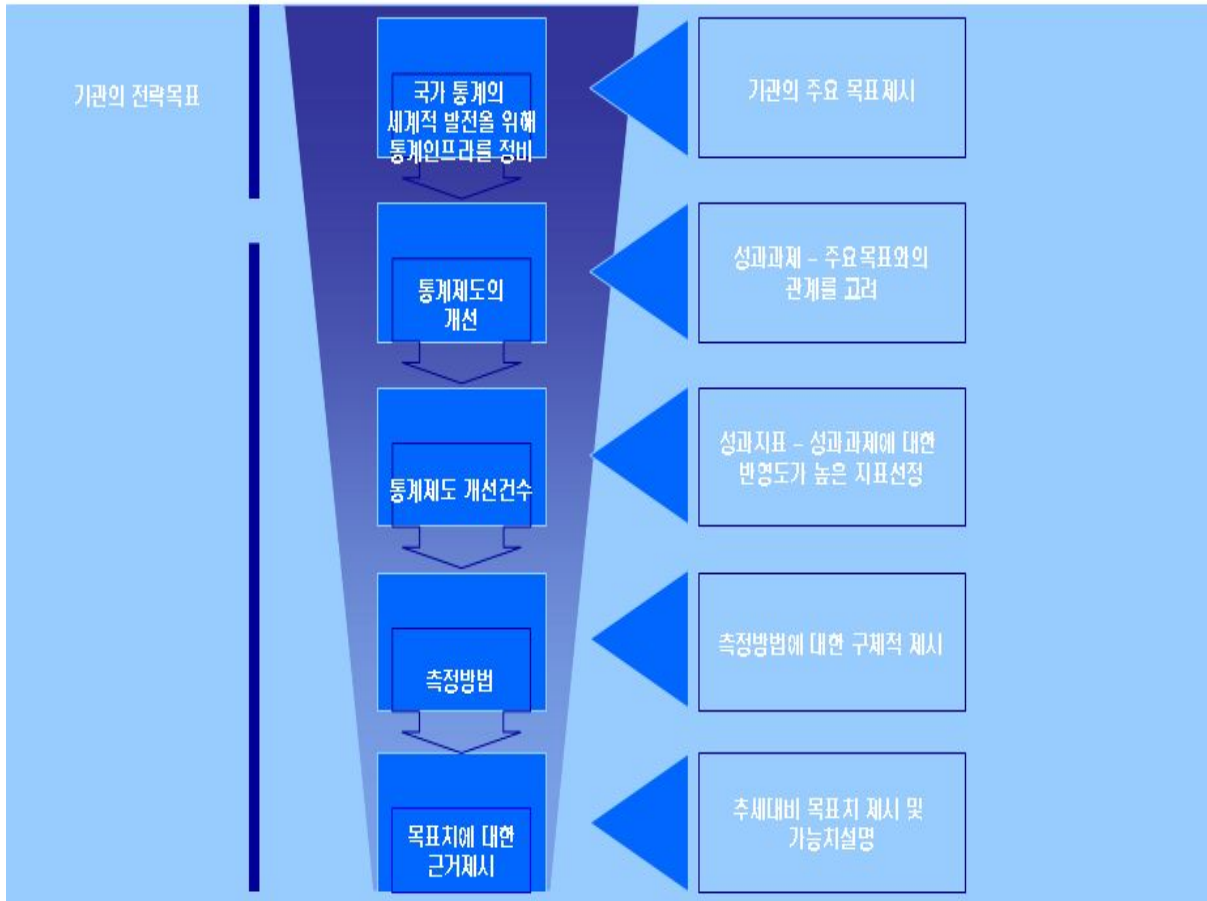 기관의 전략목표
국가 통계의
세계적 발전을 위해
통계인프라를 정비
기관의 주요 목표제시
통계제도의
개선
성과과제 – 주요목표와의
관계를 고려
통계제도 개선건수
성과지표 – 성과과제에 대한
반영도가 높은 지표선정
측정방법
측정방법에 대한 구체적 제시
목표치에 대한
근거제시
추세대비 목표치 제시 및
가능치설명